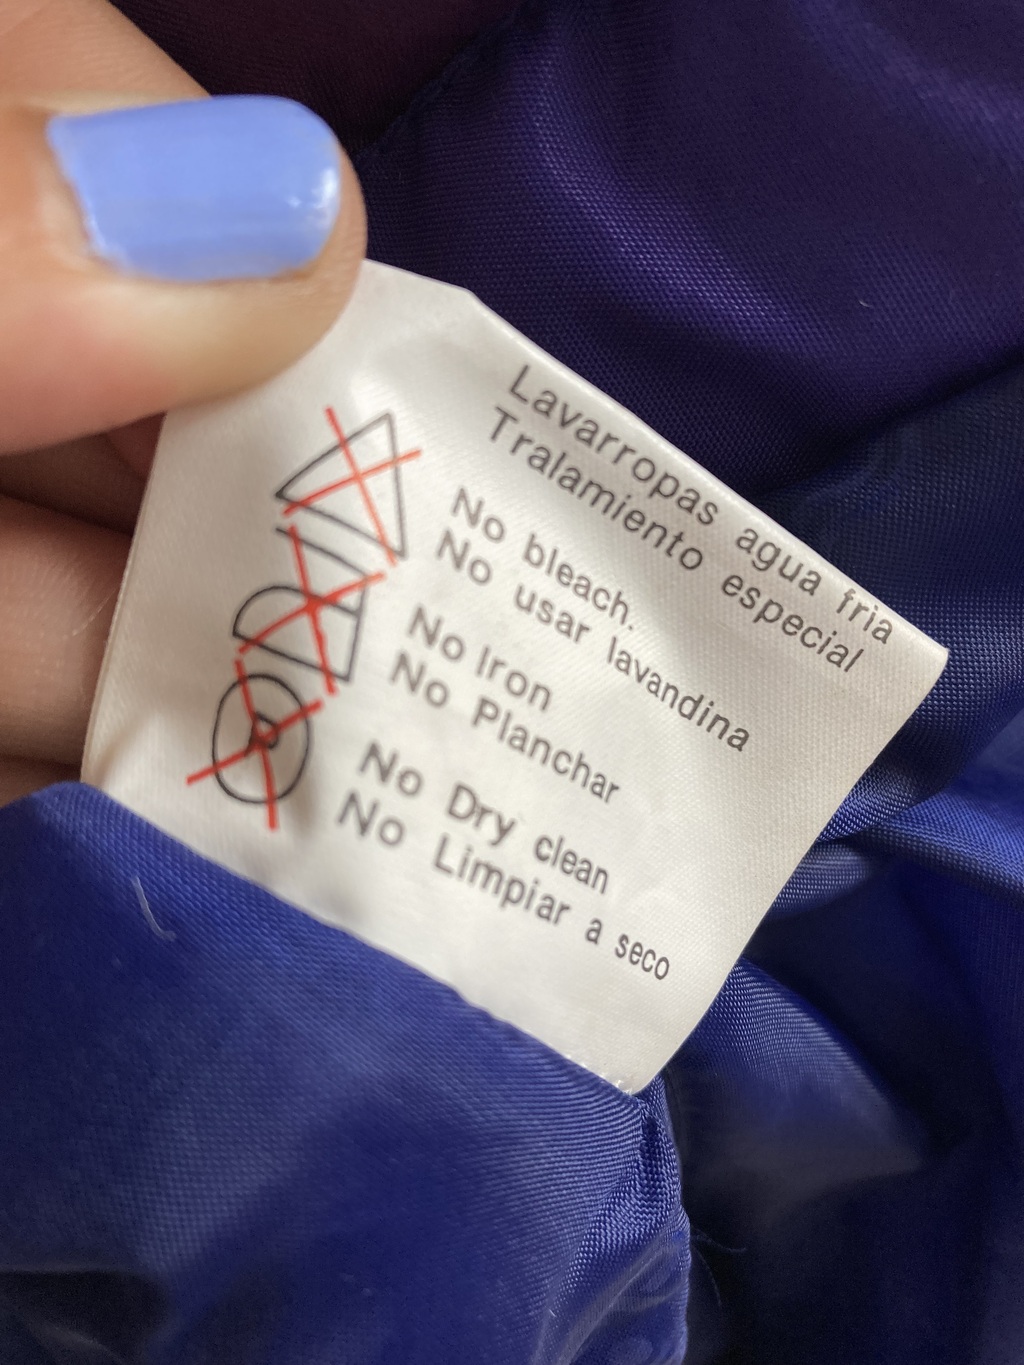 Lavarropas agua fria
Tralamiento especial
No bleach.
No usar lavandina
No Iron
No Planchar
No Dry clean
No Limpiar a seco